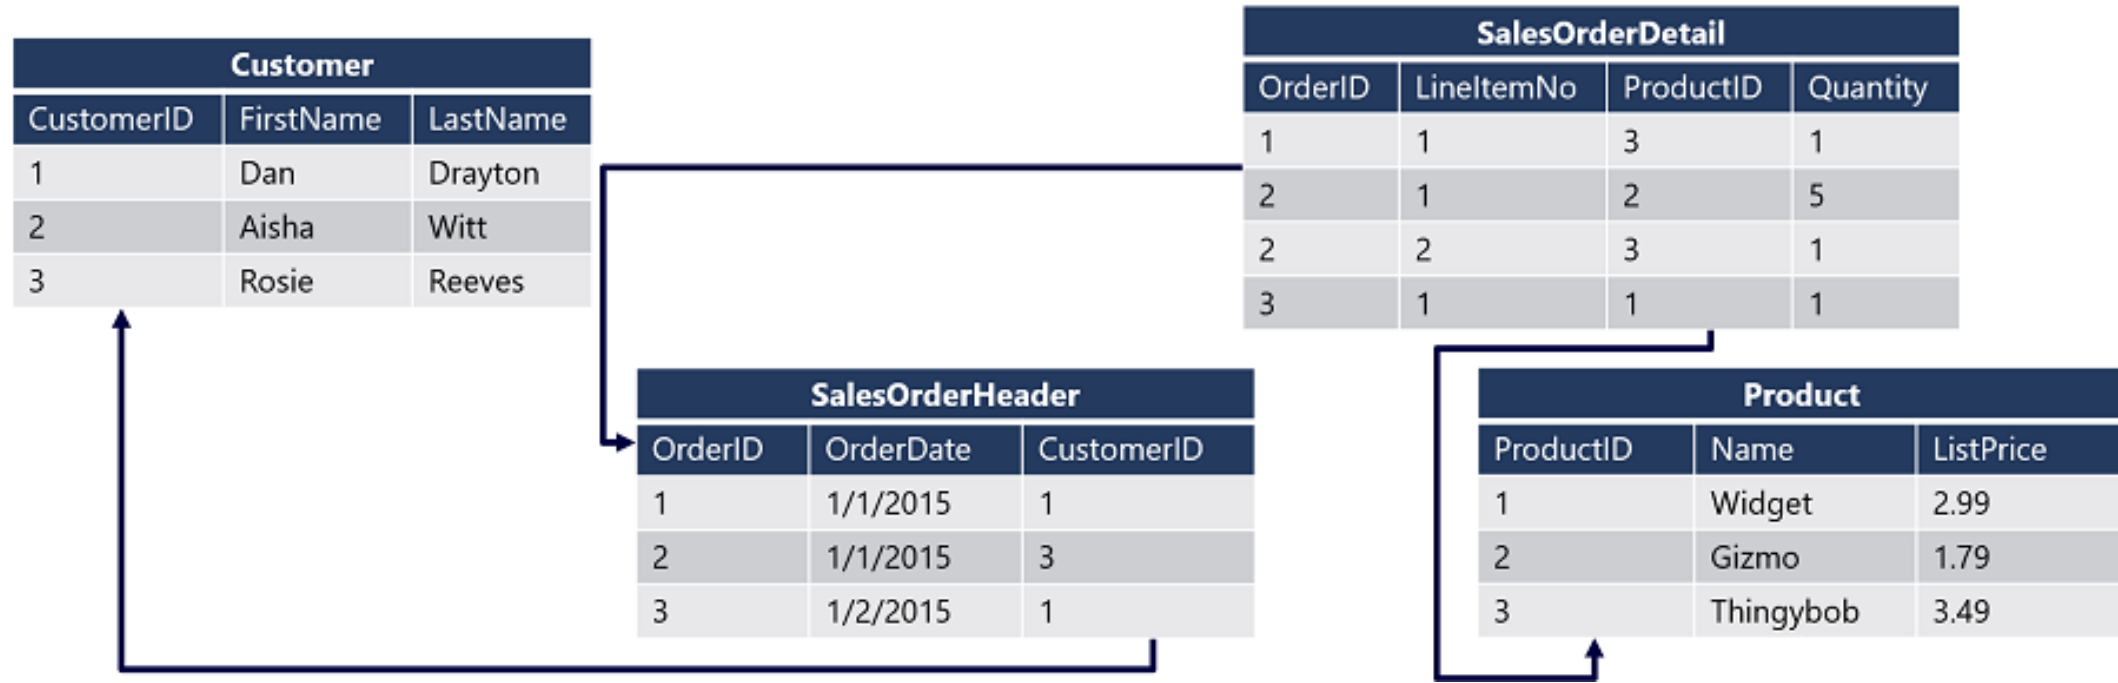 Customer
CustomerID FirstName LastName
1 Dan Drayton
2 Aisha Witt
3 Rosie Reeves
SalesOrderDetail
OrderID LineItemNo ProductID Quantity
1 1 3 1
2 1 2 5
2 2 3 1
3 1 1 1
SalesOrderHeader
OrderID OrderDate CustomerID
1 1/1/2015 1
2 1/1/2015 3
3 1/2/2015 1
Product
ProductID Name ListPrice
1 Widget 2.99
2 Gizmo 1.79
3 Thingybob 3.49